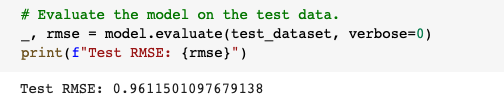 # Evaluate the model on the test data.
_, rmse = model.evaluate(test_dataset, verbose=0)
print(f"Test RMSE: {rmse}")
Test RMSE: 0.9611501097679138